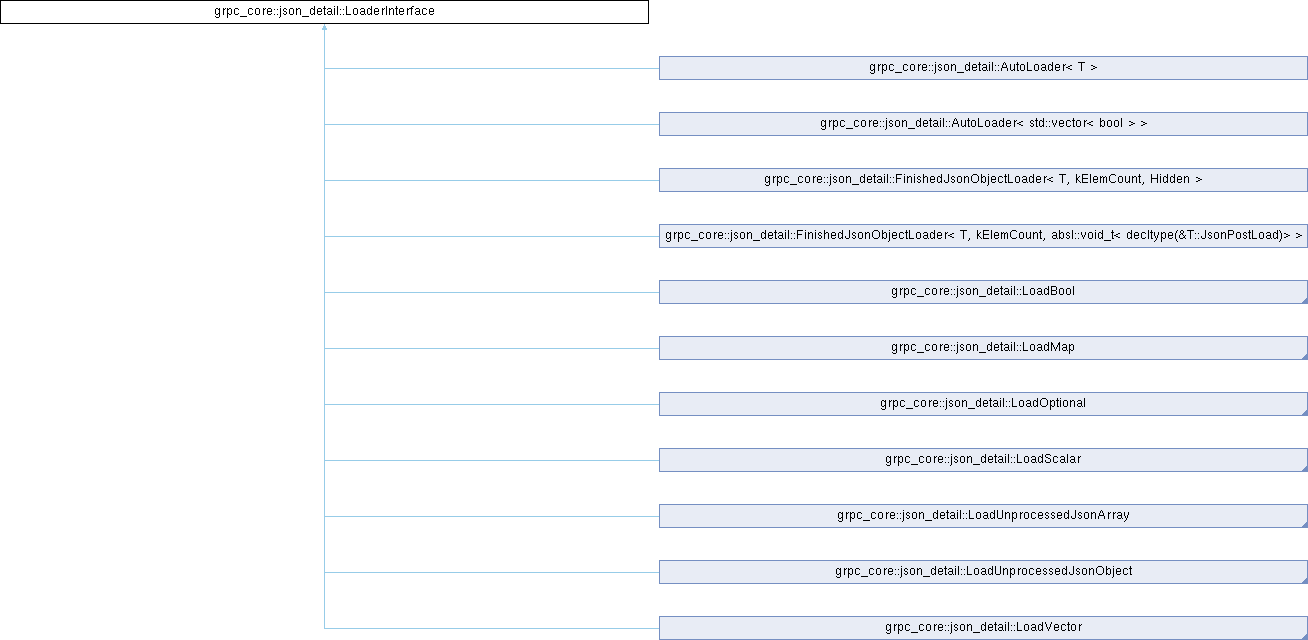 grpc_core::json_detail::LoaderInterface
grpc_core::json_detail::AutoLoader< T >
grpc_core::json_detail::AutoLoader< std::vector< bool > >
grpc_core::json_detail::FinishedJsonObjectLoader< T, kElemCount, Hidden >
grpc_core::json_detail::FinishedJsonObjectLoader< T, kElemCount, absl::void_t< decltype(&T::JsonPostLoad)> >
grpc_core::json_detail::LoadBool
grpc_core::json_detail::LoadMap
grpc_core::json_detail::LoadOptional
grpc_core::json_detail::LoadScalar
grpc_core::json_detail::LoadUnprocessedJsonArray
grpc_core::json_detail::LoadUnprocessedJsonObject
grpc_core::json_detail::LoadVector